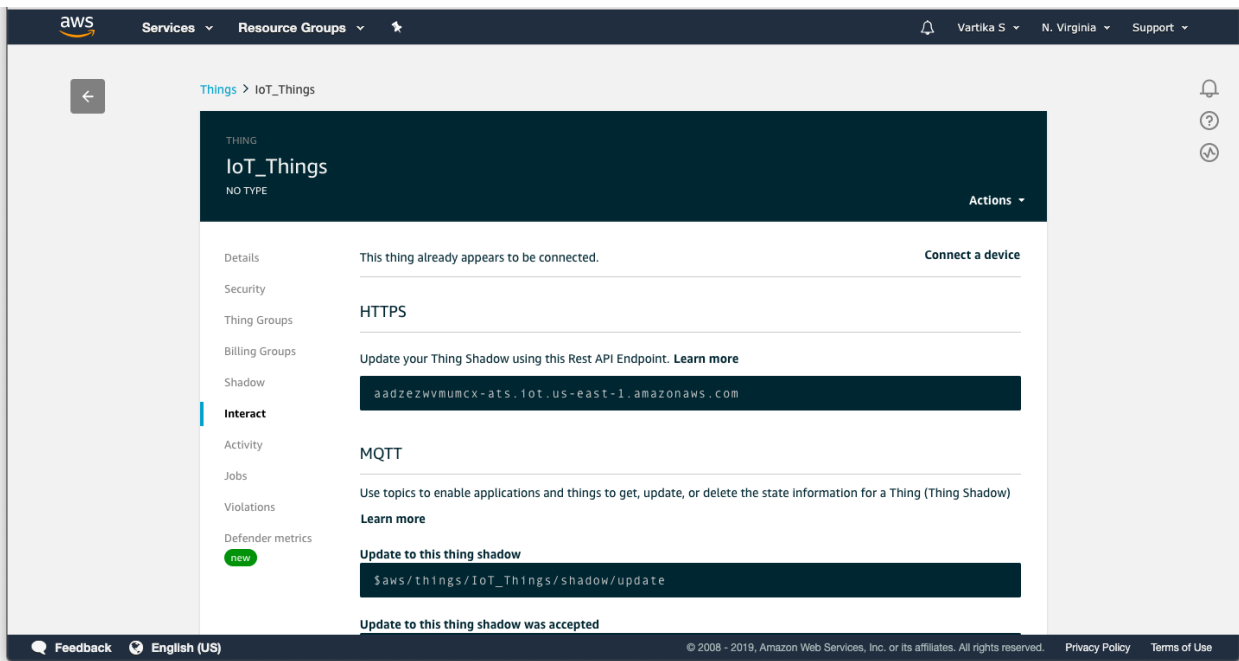 aws Services Resource Groups Vartika S N. Virginia Support
Things > IoT_Things
THING
IoT_Things
NO TYPE
Actions
Details
Security
Thing Groups
Billing Groups
Shadow
Interact
Activity
Jobs
Violations
Defender metrics
new
This thing already appears to be connected.
Connect a device
HTTPS
Update your Thing Shadow using this Rest API Endpoint. Learn more
aadzezwvmumcx-ats.iot.us-east-1.amazonaws.com
MQTT
Use topics to enable applications and things to get, update, or delete the state information for a Thing (Thing Shadow)
Learn more
Update to this thing shadow
$aws/things/IoT_Things/shadow/update
Update to this thing shadow was accepted
Feedback English (US) © 2008 - 2019, Amazon Web Services, Inc. or its affiliates. All rights reserved. Privacy Policy Terms of Use